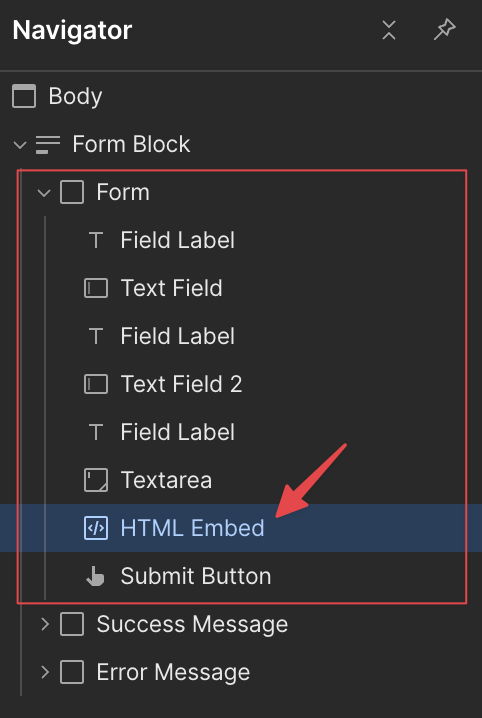 Navigator
Body
Form Block
Form
Field Label
Text Field
Field Label
Text Field 2
Field Label
Textarea
HTML Embed
Submit Button
Success Message
Error Message